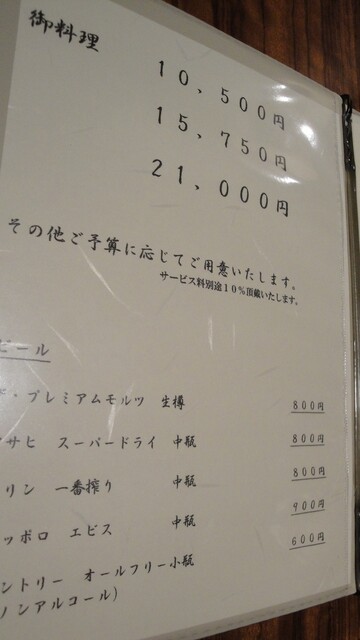 御料理
10,500円
15,750円
21,000円
その他ご予算に応じてご用意いたします。
サービス料別途10%頂戴いたします。
ビール
ド・プレミアムモルツ 生樽 800円
サヒ スーパードライ 中瓶 800円
リン 一番搾り 中瓶 800円
ッポロ エビス 中瓶 900円
ントリー オールフリー小瓶 600円
ノンアルコール)